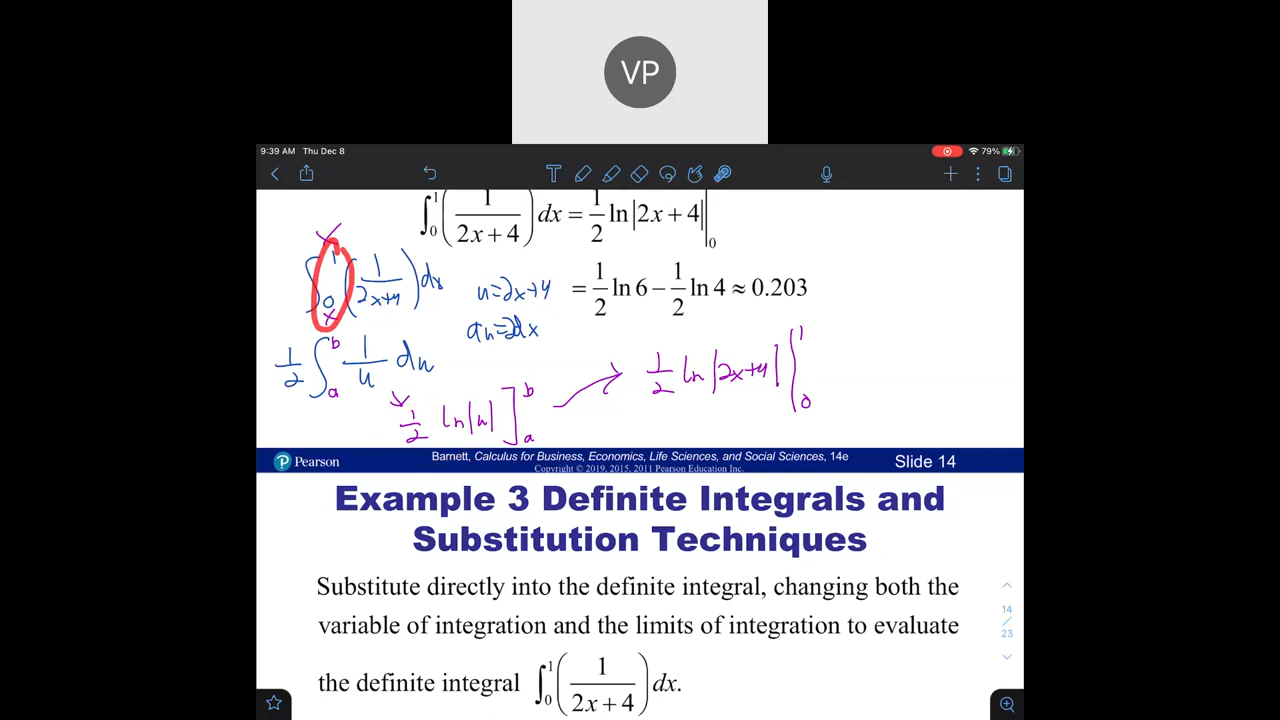 VP
9:39 AM Thu Dec 8
79%
∫₀¹ (1/(2x + 4)) dx = 1/2 ln|2x + 4| |₀
= 1/2 ln 6 − 1/2 ln 4 ≈ 0.203
x
∫₀¹ (1/(2x+4)) dx
x
u=2x+4
du=2dx
1/2 ∫ₐᵇ 1/u du
1/2 ln|u| ]ₐᵇ
1/2 ln|2x+4| |₀¹
Pearson
Barnett, Calculus for Business, Economics, Life Sciences, and Social Sciences, 14e
Copyright © 2019, 2015, 2011 Pearson Education Inc.
Slide 14
Example 3 Definite Integrals and
Substitution Techniques
Substitute directly into the definite integral, changing both the
variable of integration and the limits of integration to evaluate
the definite integral ∫₀¹ (1/(2x + 4)) dx.
14
/
23